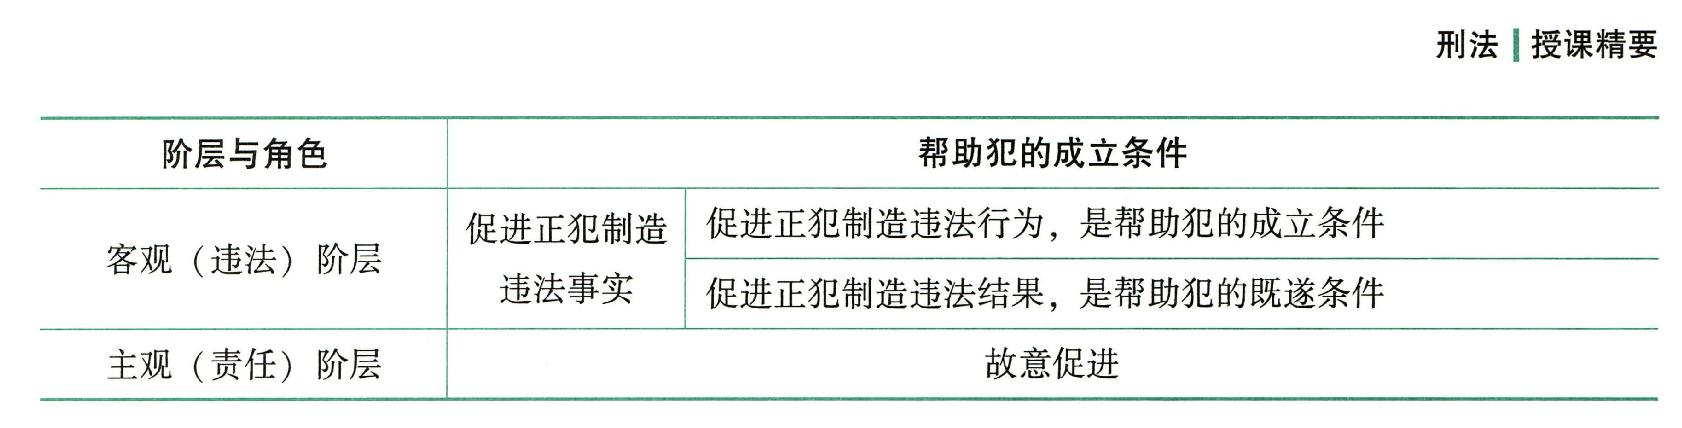 刑法 授课精要
阶层与角色
帮助犯的成立条件
客观（违法）阶层
促进正犯制造
违法事实
促进正犯制造违法行为，是帮助犯的成立条件
促进正犯制造违法结果，是帮助犯的既遂条件
主观（责任）阶层
故意促进